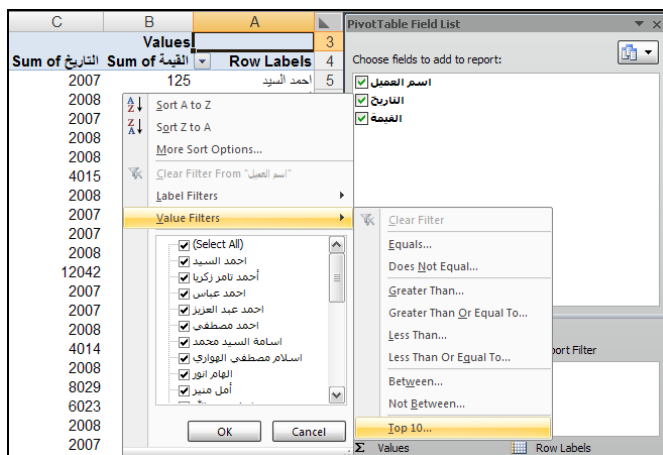 C B A
Values 3
Sum of التاريخ Sum of القيمة Row Labels 4
2007 125 احمد السيد 5
2008
2007
2008
2008
4015
2008
2007
2007
2008
12042
2007
2007
2008
4014
2008
8029
6023
2008
2007
Sort A to Z
Sort Z to A
More Sort Options...
Clear Filter From "اسم العميل"
Label Filters
Value Filters
(Select All)
احمد السيد
أحمد تامر زكريا
احمد عباس
احمد عبد العزيز
احمد مصطفى
اسامة السيد محمد
اسلام مصطفى الهواري
الهام انور
أمل منير
OK Cancel
PivotTable Field List
Choose fields to add to report:
اسم العميل
التاريخ
القيمة
Clear Filter
Equals...
Does Not Equal...
Greater Than...
Greater Than Or Equal To...
Less Than...
Less Than Or Equal To...
Between...
Not Between...
Top 10...
ort Filter
Σ Values Row Labels